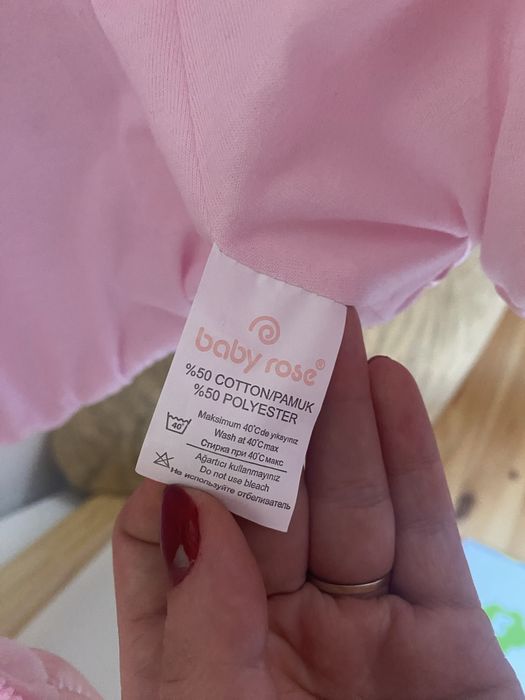 baby rose®
%50 COTTON/PAMUK
%50 POLYESTER
40°
Maksimum 40°C de yıkayınız
Wash at 40°C max
Стирка при 40°С макс
Ağartıcı kullanmayınız
Do not use bleach
Не используйте отбеливатель